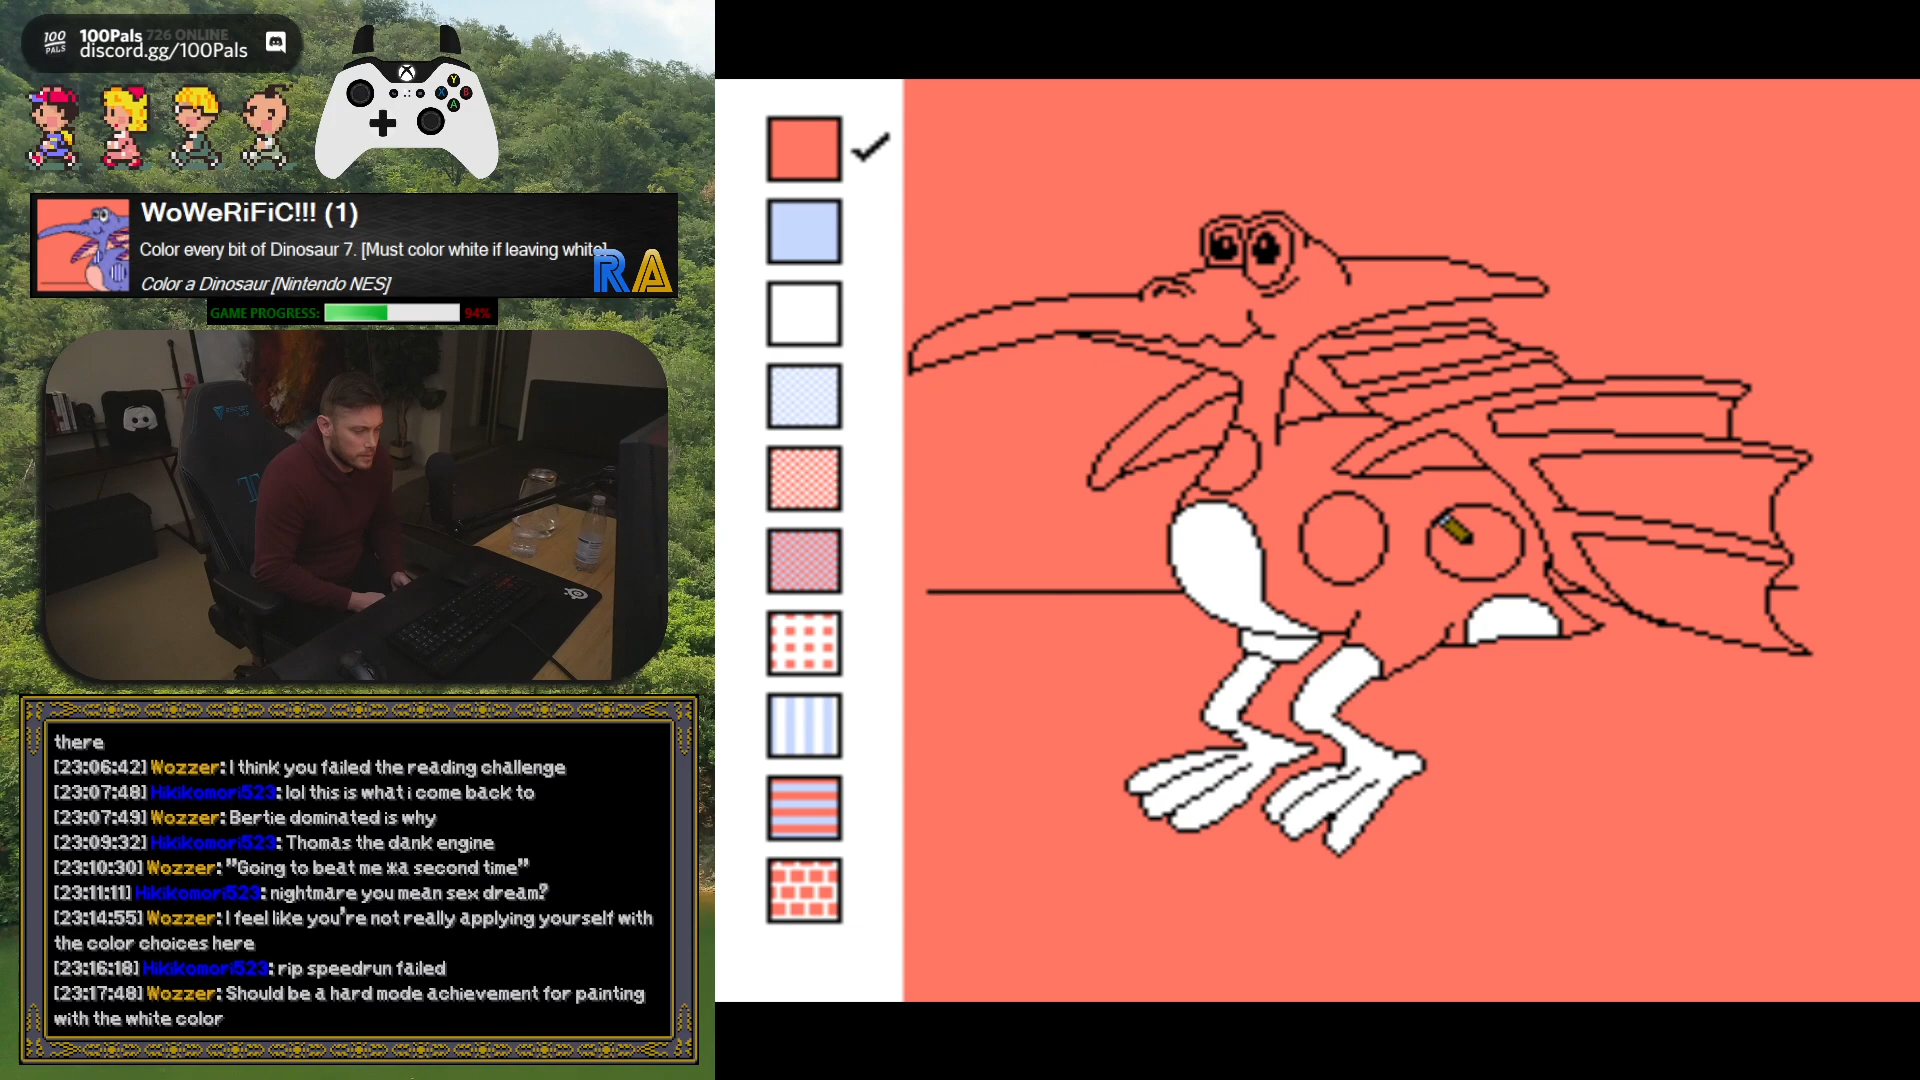 100 PALS
100Pals 726 ONLINE
discord.gg/100Pals
Y
X B
A
WoWeRiFiC!!! (1)
Color every bit of Dinosaur 7. [Must color white if leaving white]
Color a Dinosaur [Nintendo NES]
RA
GAME PROGRESS: 94%
there
[23:06:42] Wozzer: I think you failed the reading challenge
[23:07:48] Hikikomori523: lol this is what i come back to
[23:07:49] Wozzer: Bertie dominated is why
[23:09:32] Hikikomori523: Thomas the dank engine
[23:10:30] Wozzer: "Going to beat me *a second time"
[23:11:11] Hikikomori523: nightmare you mean sex dream?
[23:14:55] Wozzer: I feel like you're not really applying yourself with
the color choices here
[23:16:18] Hikikomori523: rip speedrun failed
[23:17:48] Wozzer: Should be a hard mode achievement for painting
with the white color